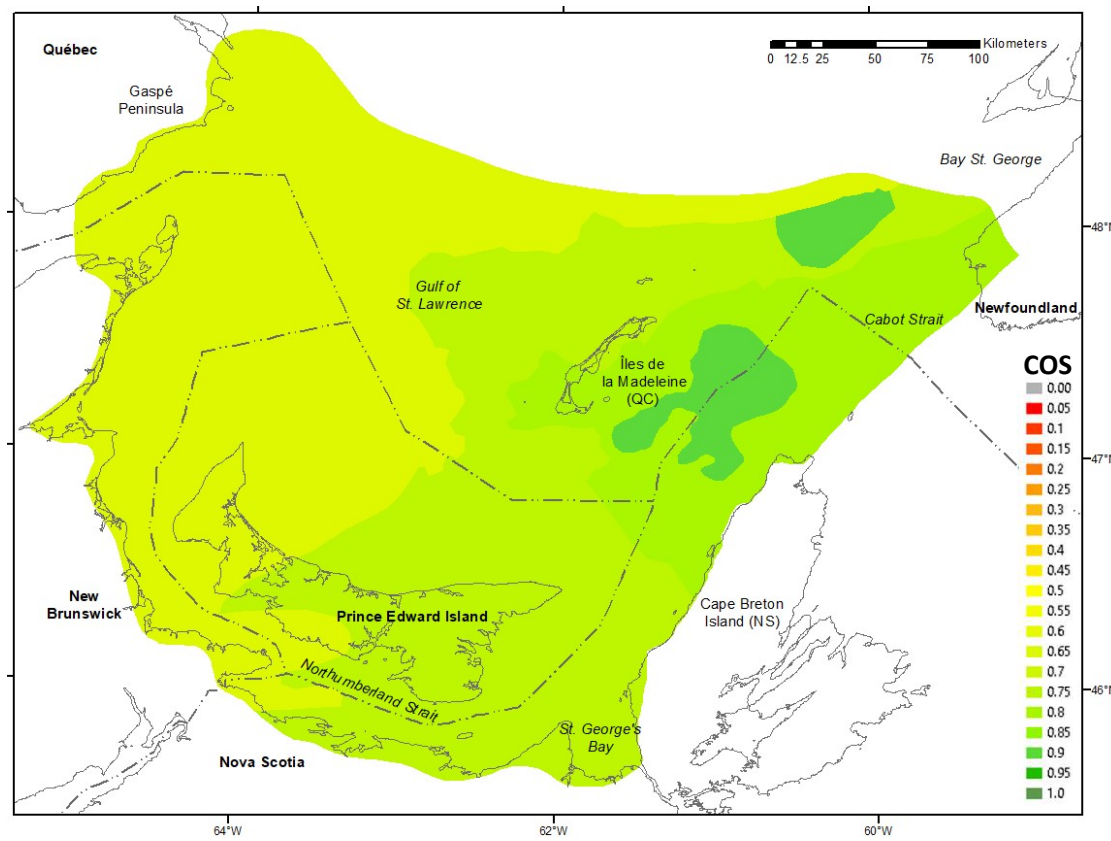 Québec
Kilometers
0 12.5 25 50 75 100
Gaspé
Peninsula
Bay St. George
48°N
Gulf of
St. Lawrence
Newfoundland
Cabot Strait
Îles de
la Madeleine
(QC)
COS
0.00
0.05
0.1
0.15
0.2
0.25
0.3
0.35
0.4
0.45
0.5
0.55
0.6
0.65
0.7
0.75
0.8
0.85
0.9
0.95
1.0
47°N
New
Brunswick
Prince Edward Island
Cape Breton
Island (NS)
Northumberland Strait
46°N
St. George's
Bay
Nova Scotia
64°W
62°W
60°W